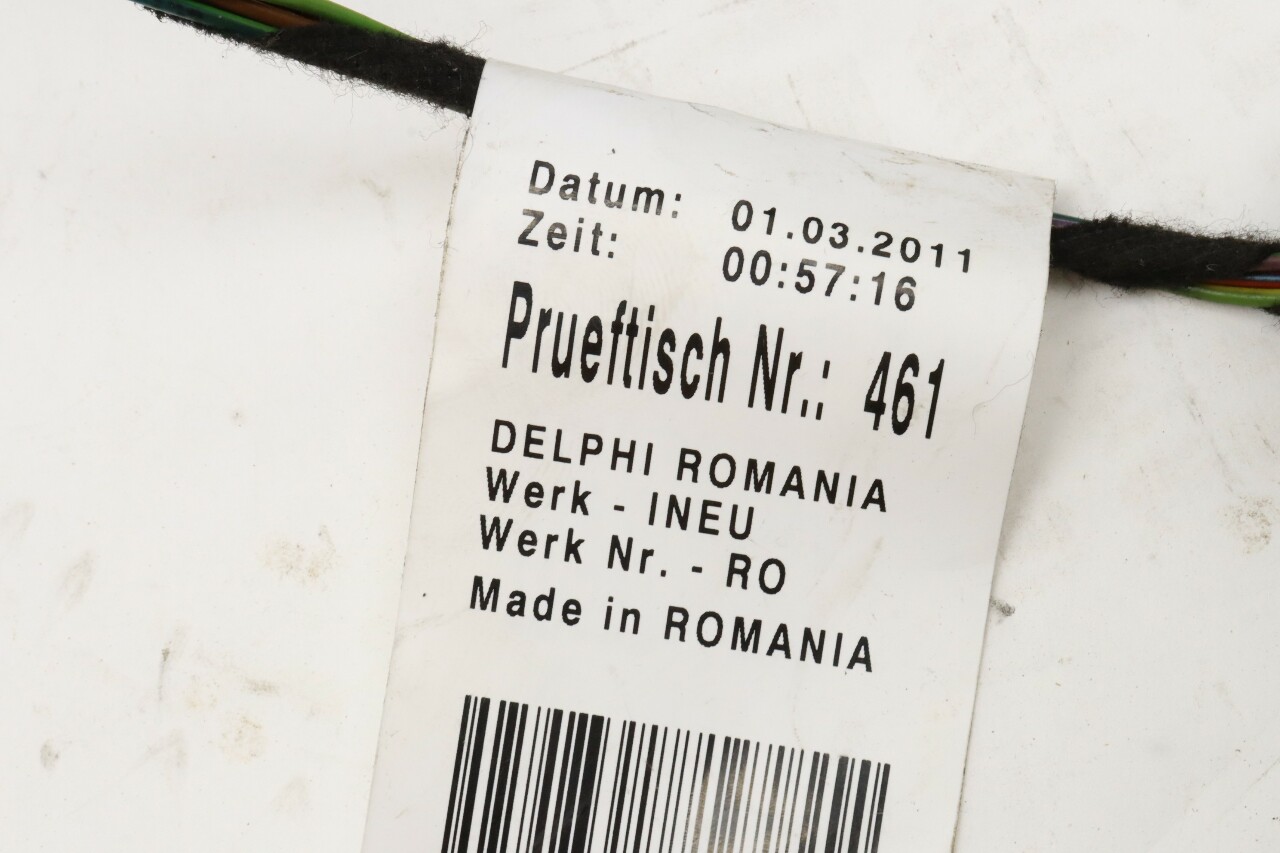 Datum: 01.03.2011
Zeit: 00:57:16
Prueftisch Nr.: 461
DELPHI ROMANIA
Werk - INEU
Werk Nr. - RO
Made in ROMANIA